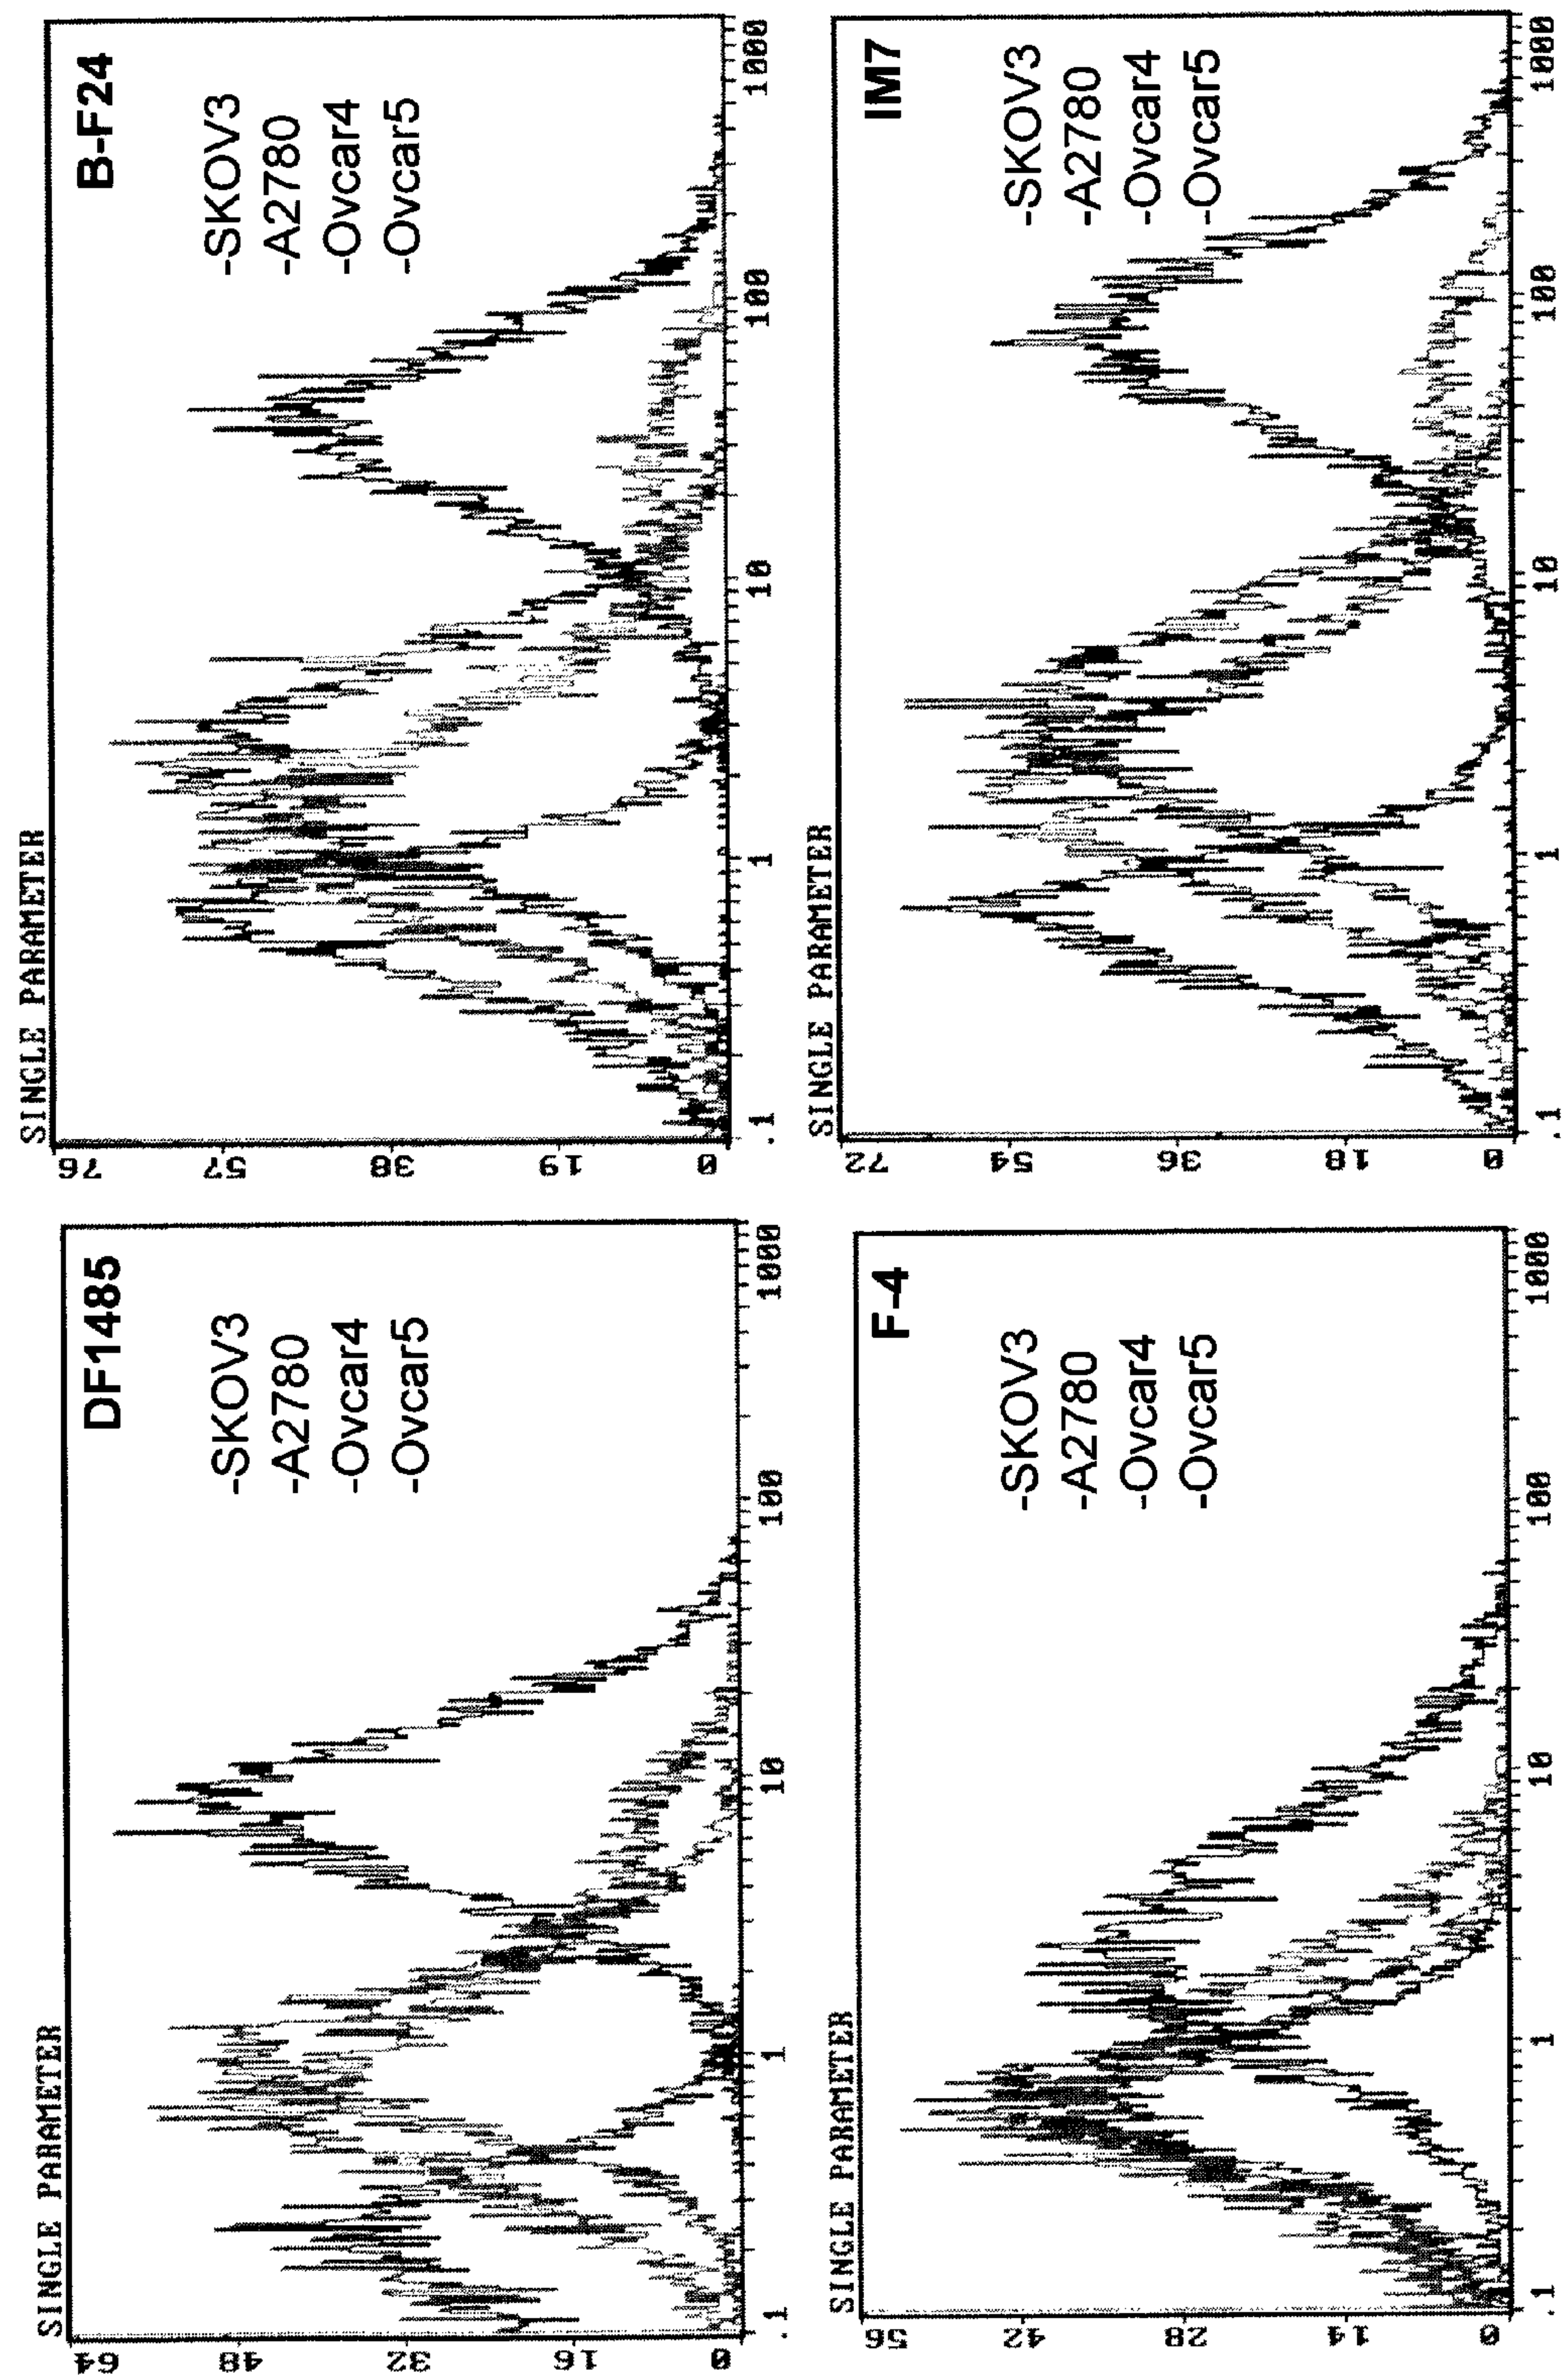 SINGLE PARAMETER
DF1485
-SKOV3
-A2780
-Ovcar4
-Ovcar5
64
48
32
16
0
.1
1
10
100
1000
SINGLE PARAMETER
B-F24
-SKOV3
-A2780
-Ovcar4
-Ovcar5
76
57
38
19
0
.1
1
10
100
1000
SINGLE PARAMETER
F-4
-SKOV3
-A2780
-Ovcar4
-Ovcar5
56
42
28
14
0
.1
1
10
100
1000
SINGLE PARAMETER
IM7
-SKOV3
-A2780
-Ovcar4
-Ovcar5
72
54
36
18
0
.1
1
10
100
1000